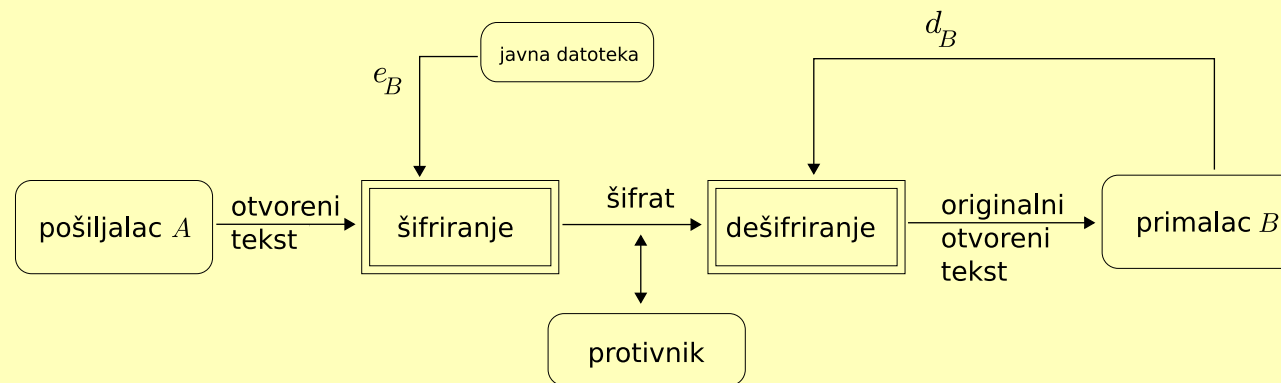 d_B
javna datoteka
e_B
pošiljalac A
otvoreni
tekst
šifriranje
šifrat
dešifriranje
originalni
otvoreni
tekst
primalac B
protivnik